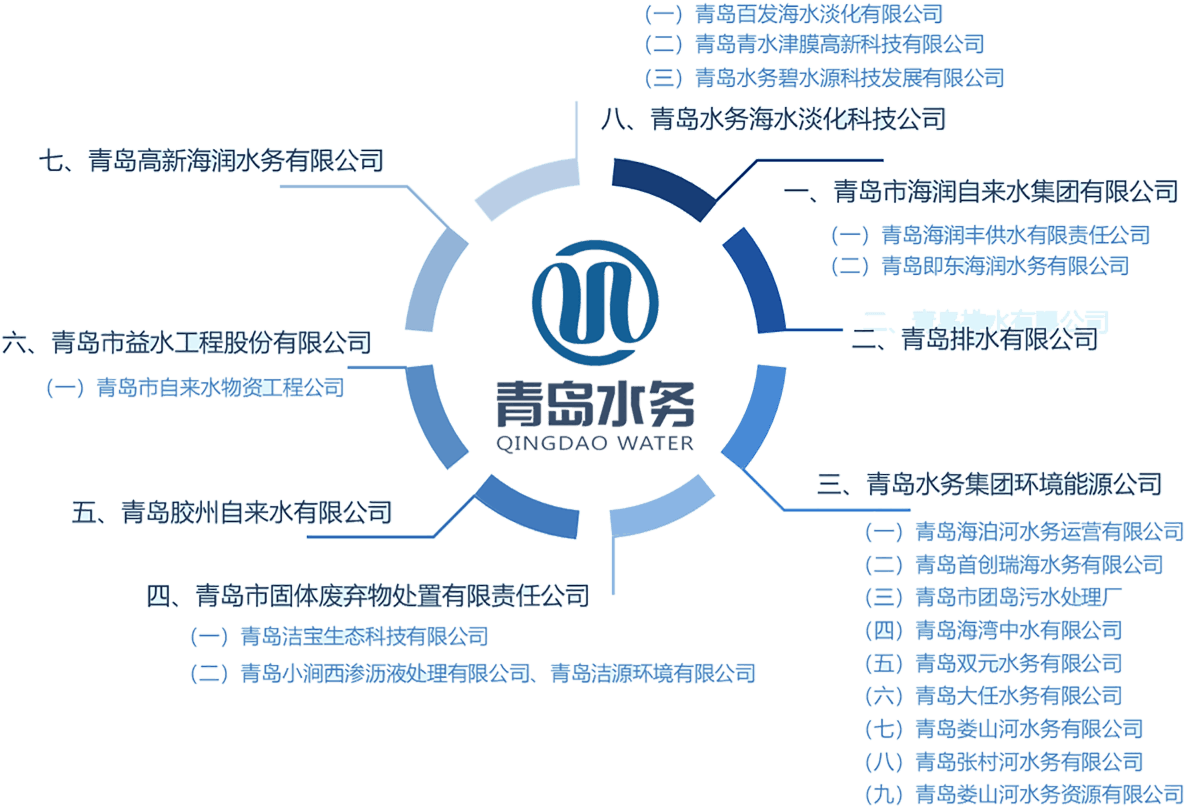 （一）青岛百发海水淡化有限公司
（二）青岛青水津膜高新科技有限公司
（三）青岛水务碧水源科技发展有限公司
八、青岛水务海水淡化科技公司
七、青岛高新海润水务有限公司
一、青岛市海润自来水集团有限公司
（一）青岛海润丰供水有限责任公司
（二）青岛即东海润水务有限公司
二、青岛排水有限公司
六、青岛市益水工程股份有限公司
（一）青岛市自来水物资工程公司
青岛水务
QINGDAO WATER
三、青岛水务集团环境能源公司
（一）青岛海泊河水务运营有限公司
（二）青岛首创瑞海水务有限公司
（三）青岛市团岛污水处理厂
（四）青岛海湾中水有限公司
（五）青岛双元水务有限公司
（六）青岛大任水务有限公司
（七）青岛娄山河水务有限公司
（八）青岛张村河水务有限公司
（九）青岛娄山河水务资源有限公司
五、青岛胶州自来水有限公司
四、青岛市固体废弃物处置有限责任公司
（一）青岛洁宝生态科技有限公司
（二）青岛小涧西渗沥液处理有限公司、青岛洁源环境有限公司